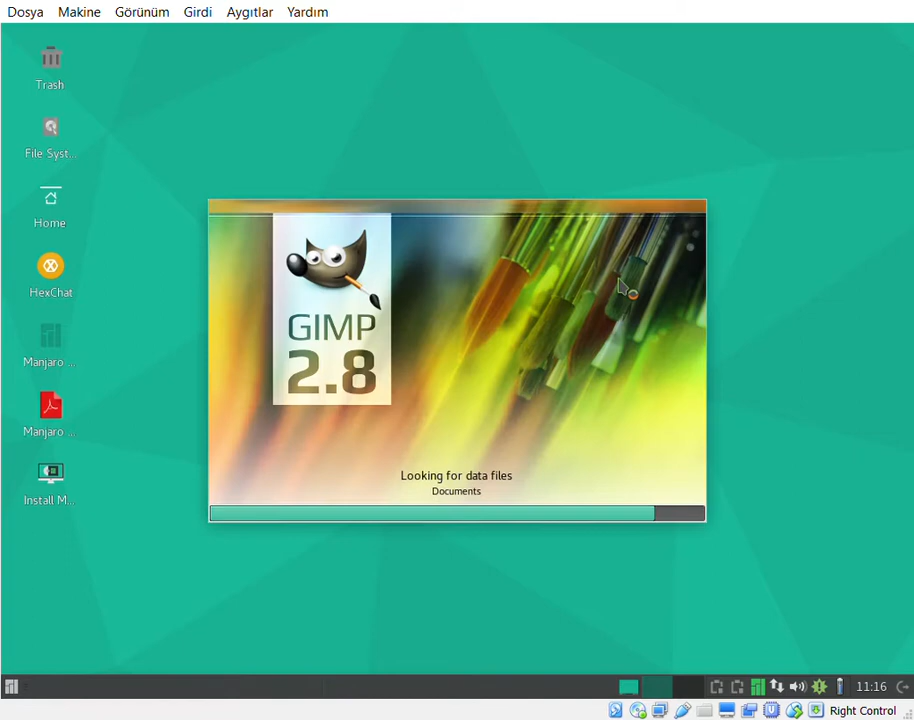 Dosya Makine Görünüm Girdi Aygıtlar Yardım
Trash
File Syst...
Home
HexChat
Manjaro ...
Manjaro ...
Install M...
GIMP
2.8
Looking for data files
Documents
11:16
Right Control